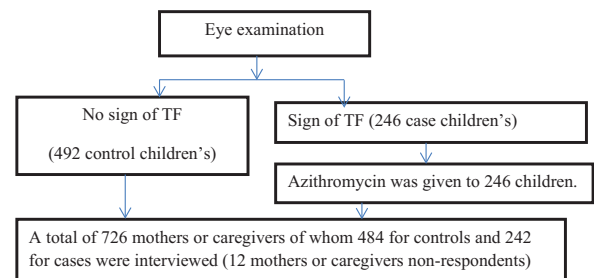 Eye examination
No sign of TF
(492 control children's)
Sign of TF (246 case children's)
Azithromycin was given to 246 children.
A total of 726 mothers or caregivers of whom 484 for controls and 242
for cases were interviewed (12 mothers or caregivers non-respondents)